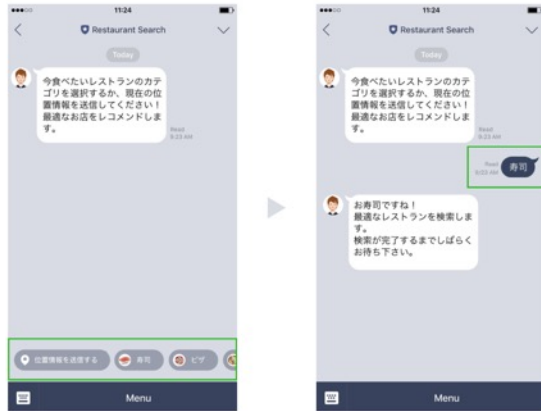 11:24
Restaurant Search
Today
今食べたいレストランのカテ
ゴリを選択するか、現在の位
置情報を送信してください！
最適なお店をレコメンドしま
す。
Read
9:23 AM
位置情報を送信する
寿司
ピザ
Menu
11:24
Restaurant Search
Today
今食べたいレストランのカテ
ゴリを選択するか、現在の位
置情報を送信してください！
最適なお店をレコメンドしま
す。
Read
9:23 AM
Read
9:23 AM
寿司
お寿司ですね！
最適なレストランを検索しま
す。
検索が完了するまでしばらく
お待ち下さい。
Menu